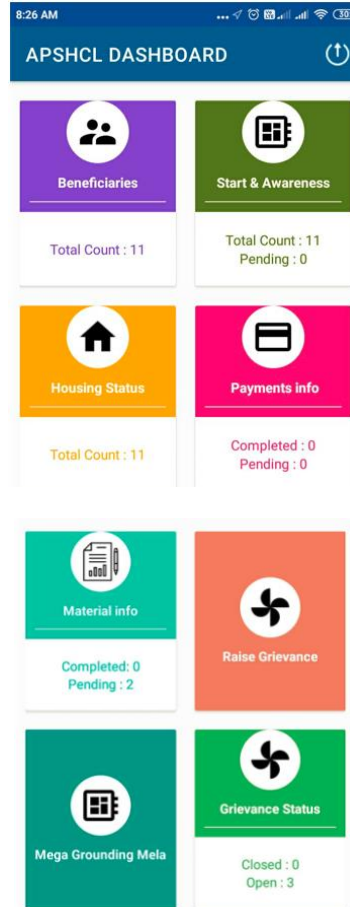 8:26 AM
30
APSHCL DASHBOARD
Beneficiaries
Start & Awareness
Total Count : 11
Total Count : 11
Pending : 0
Housing Status
Payments info
Total Count : 11
Completed : 0
Pending : 0
Material info
Raise Grievance
Completed: 0
Pending : 2
Mega Grounding Mela
Grievance Status
Closed : 0
Open : 3